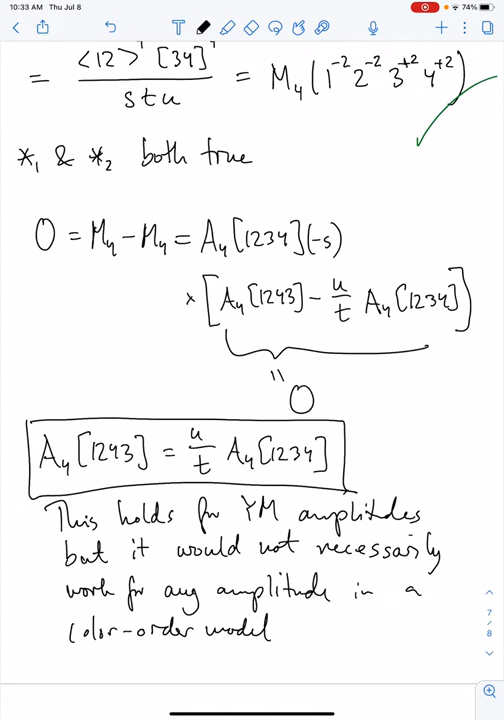 10:33 AM Thu Jul 8
74%
= <12>⁴ [34]⁴ / stu = M₄(1⁻² 2⁻² 3⁺² 4⁺²)
*₁ & *₂ both true
0 = M₄ - M₄ = A₄[1234](-s)
× [A₄[1243] - u/t A₄[1234]]
"
0
A₄[1243] = u/t A₄[1234]
This holds for YM amplitdes
but it would not necessarily
work for any amplitude in a
color-order model
7
/
8